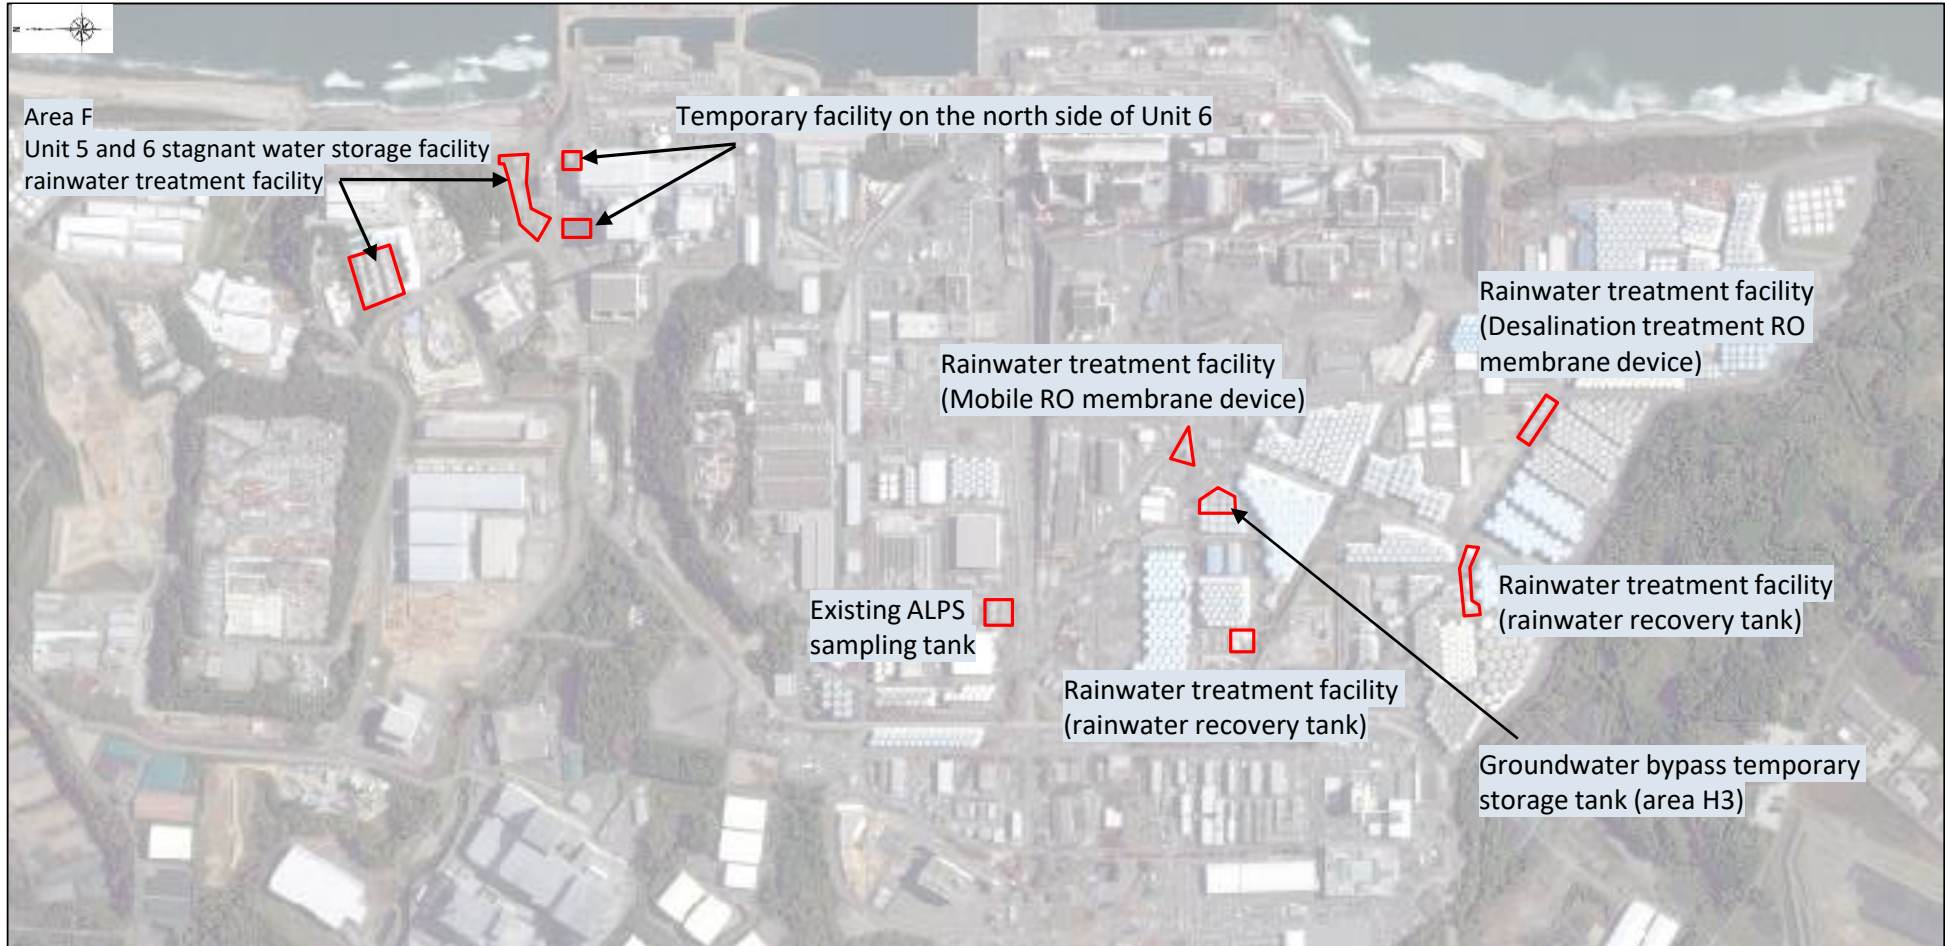 N
Area F
Unit 5 and 6 stagnant water storage facility
rainwater treatment facility
Temporary facility on the north side of Unit 6
Rainwater treatment facility
(Desalination treatment RO
membrane device)
Rainwater treatment facility
(Mobile RO membrane device)
Existing ALPS
sampling tank
Rainwater treatment facility
(rainwater recovery tank)
Rainwater treatment facility
(rainwater recovery tank)
Groundwater bypass temporary
storage tank (area H3)